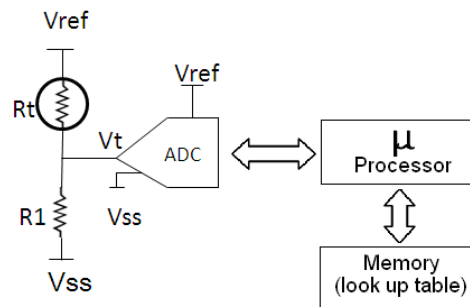 Vref
Vref
Rt
Vt
ADC
μ
Processor
Vss
R1
Vss
Memory
(look up table)